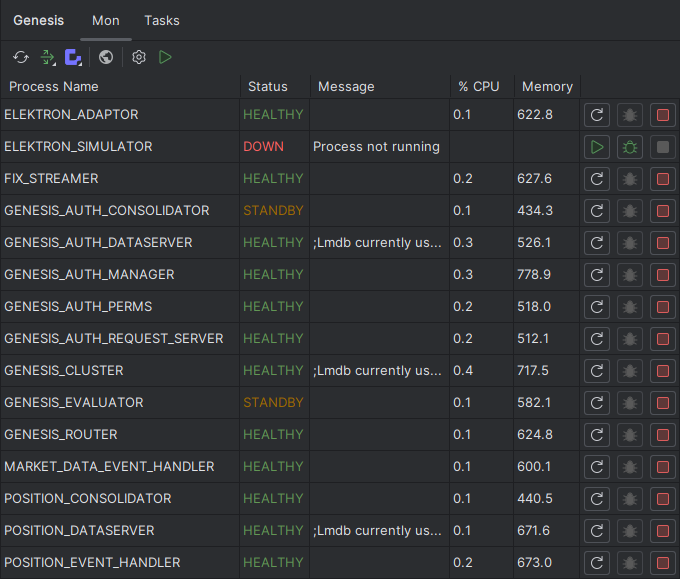 Genesis Mon Tasks
Process Name Status Message % CPU Memory
ELEKTRON_ADAPTOR HEALTHY 0.1 622.8
ELEKTRON_SIMULATOR DOWN Process not running
FIX_STREAMER HEALTHY 0.2 627.6
GENESIS_AUTH_CONSOLIDATOR STANDBY 0.1 434.3
GENESIS_AUTH_DATASERVER HEALTHY ;Lmdb currently us... 0.3 526.1
GENESIS_AUTH_MANAGER HEALTHY 0.3 778.9
GENESIS_AUTH_PERMS HEALTHY 0.2 518.0
GENESIS_AUTH_REQUEST_SERVER HEALTHY 0.2 512.1
GENESIS_CLUSTER HEALTHY ;Lmdb currently us... 0.4 717.5
GENESIS_EVALUATOR STANDBY 0.1 582.1
GENESIS_ROUTER HEALTHY 0.1 624.8
MARKET_DATA_EVENT_HANDLER HEALTHY 0.1 600.1
POSITION_CONSOLIDATOR HEALTHY 0.1 440.5
POSITION_DATASERVER HEALTHY ;Lmdb currently us... 0.1 671.6
POSITION_EVENT_HANDLER HEALTHY 0.2 673.0